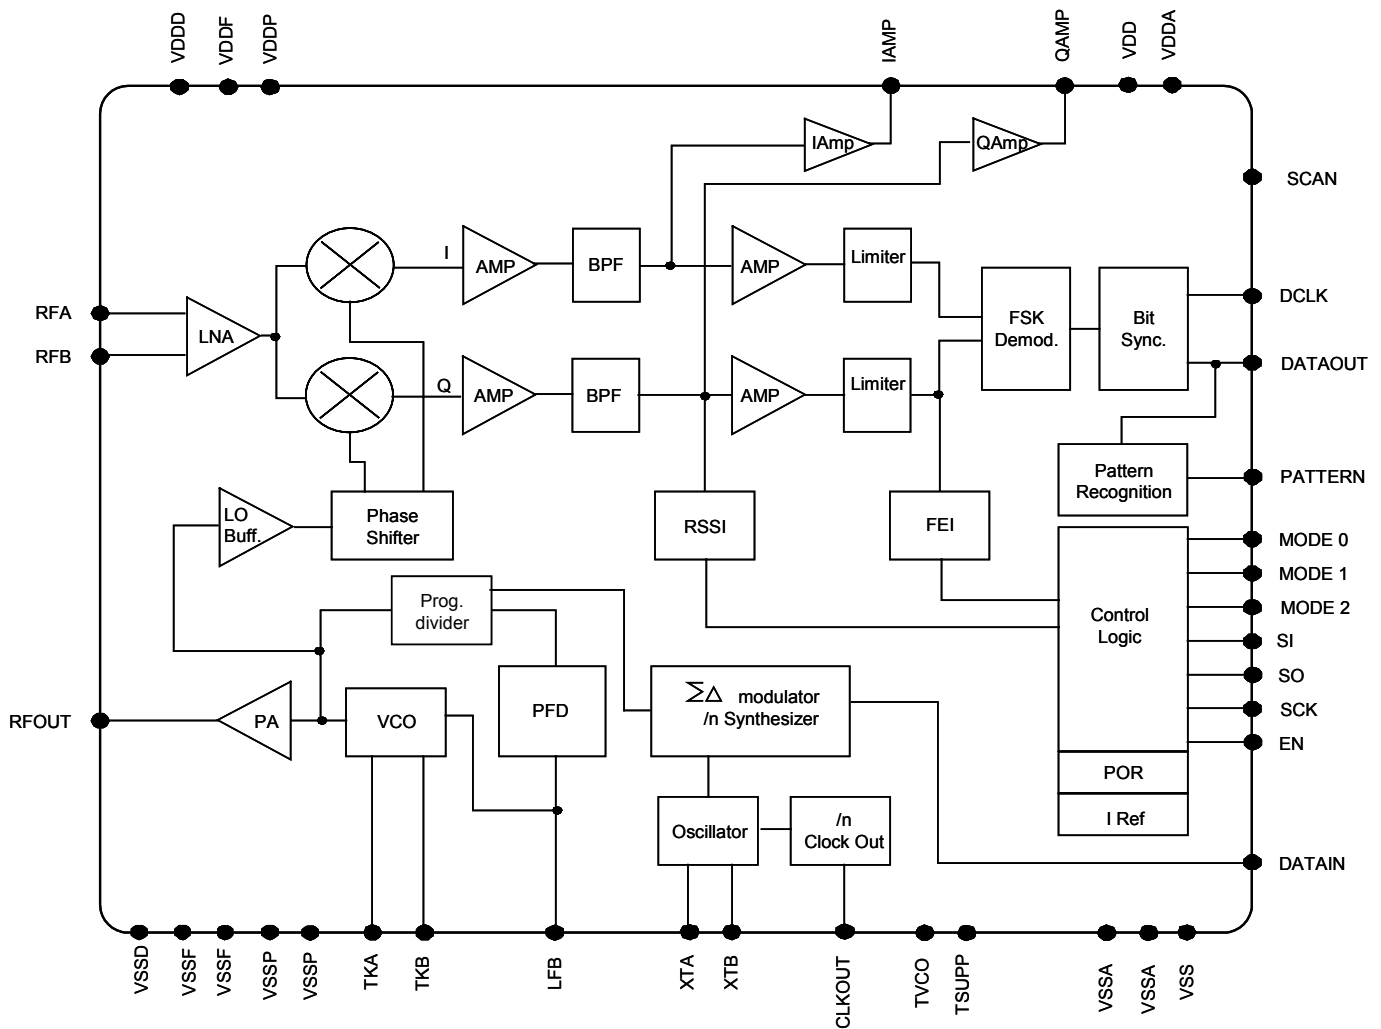 VDDD
VDDF
VDDP
IAMP
QAMP
VDD
VDDA
IAmp
QAmp
SCAN
I
AMP
BPF
AMP
Limiter
FSK
Demod.
Bit
Sync.
DCLK
RFA
RFB
LNA
DATAOUT
Q
AMP
BPF
AMP
Limiter
Pattern
Recognition
PATTERN
LO
Buff.
Phase
Shifter
RSSI
FEI
MODE 0
MODE 1
MODE 2
SI
SO
SCK
EN
Control
Logic
POR
I Ref
Prog.
divider
RFOUT
PA
VCO
PFD
ΣΔ modulator
/n Synthesizer
Oscillator
/n
Clock Out
DATAIN
VSSD
VSSF
VSSF
VSSP
VSSP
TKA
TKB
LFB
XTA
XTB
CLKOUT
TVCO
TSUPP
VSSA
VSSA
VSS